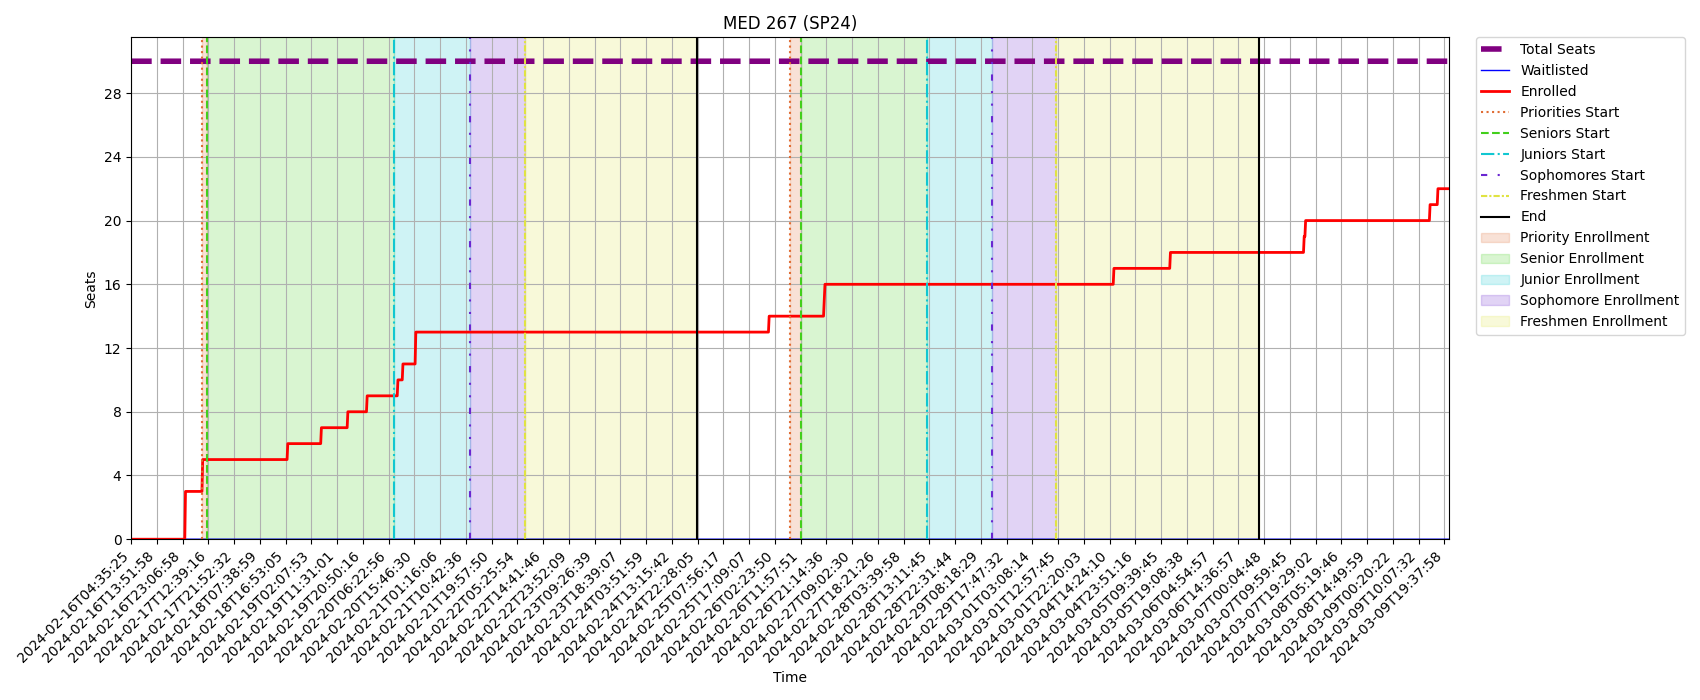 MED 267 (SP24)
Total Seats
Waitlisted
Enrolled
Priorities Start
Seniors Start
Juniors Start
Sophomores Start
Freshmen Start
End
Priority Enrollment
Senior Enrollment
Junior Enrollment
Sophomore Enrollment
Freshmen Enrollment
Seats
28
24
20
16
12
8
4
0
2024-02-16T04:35:25
2024-02-16T13:51:58
2024-02-16T23:06:58
2024-02-17T12:39:16
2024-02-17T21:52:32
2024-02-18T07:38:59
2024-02-18T16:53:05
2024-02-19T02:07:53
2024-02-19T11:31:01
2024-02-19T20:50:16
2024-02-20T06:22:56
2024-02-20T15:46:30
2024-02-21T01:16:06
2024-02-21T10:42:36
2024-02-21T19:57:50
2024-02-22T05:25:54
2024-02-22T14:41:46
2024-02-22T23:52:09
2024-02-23T09:26:39
2024-02-23T18:39:07
2024-02-24T03:51:59
2024-02-24T13:15:42
2024-02-24T22:28:05
2024-02-25T07:56:17
2024-02-25T17:09:07
2024-02-26T02:23:50
2024-02-26T11:57:51
2024-02-26T21:14:36
2024-02-27T09:02:30
2024-02-27T18:21:26
2024-02-28T03:39:58
2024-02-28T13:11:45
2024-02-28T22:31:44
2024-02-29T08:18:29
2024-02-29T17:47:32
2024-03-01T03:08:14
2024-03-01T12:57:45
2024-03-01T22:20:03
2024-03-04T14:24:10
2024-03-04T23:51:16
2024-03-05T09:39:45
2024-03-05T19:08:38
2024-03-06T04:54:57
2024-03-06T14:36:57
2024-03-07T00:04:48
2024-03-07T09:59:45
2024-03-07T19:29:02
2024-03-08T05:19:46
2024-03-08T14:49:59
2024-03-09T00:20:22
2024-03-09T10:07:32
2024-03-09T19:37:58
Time